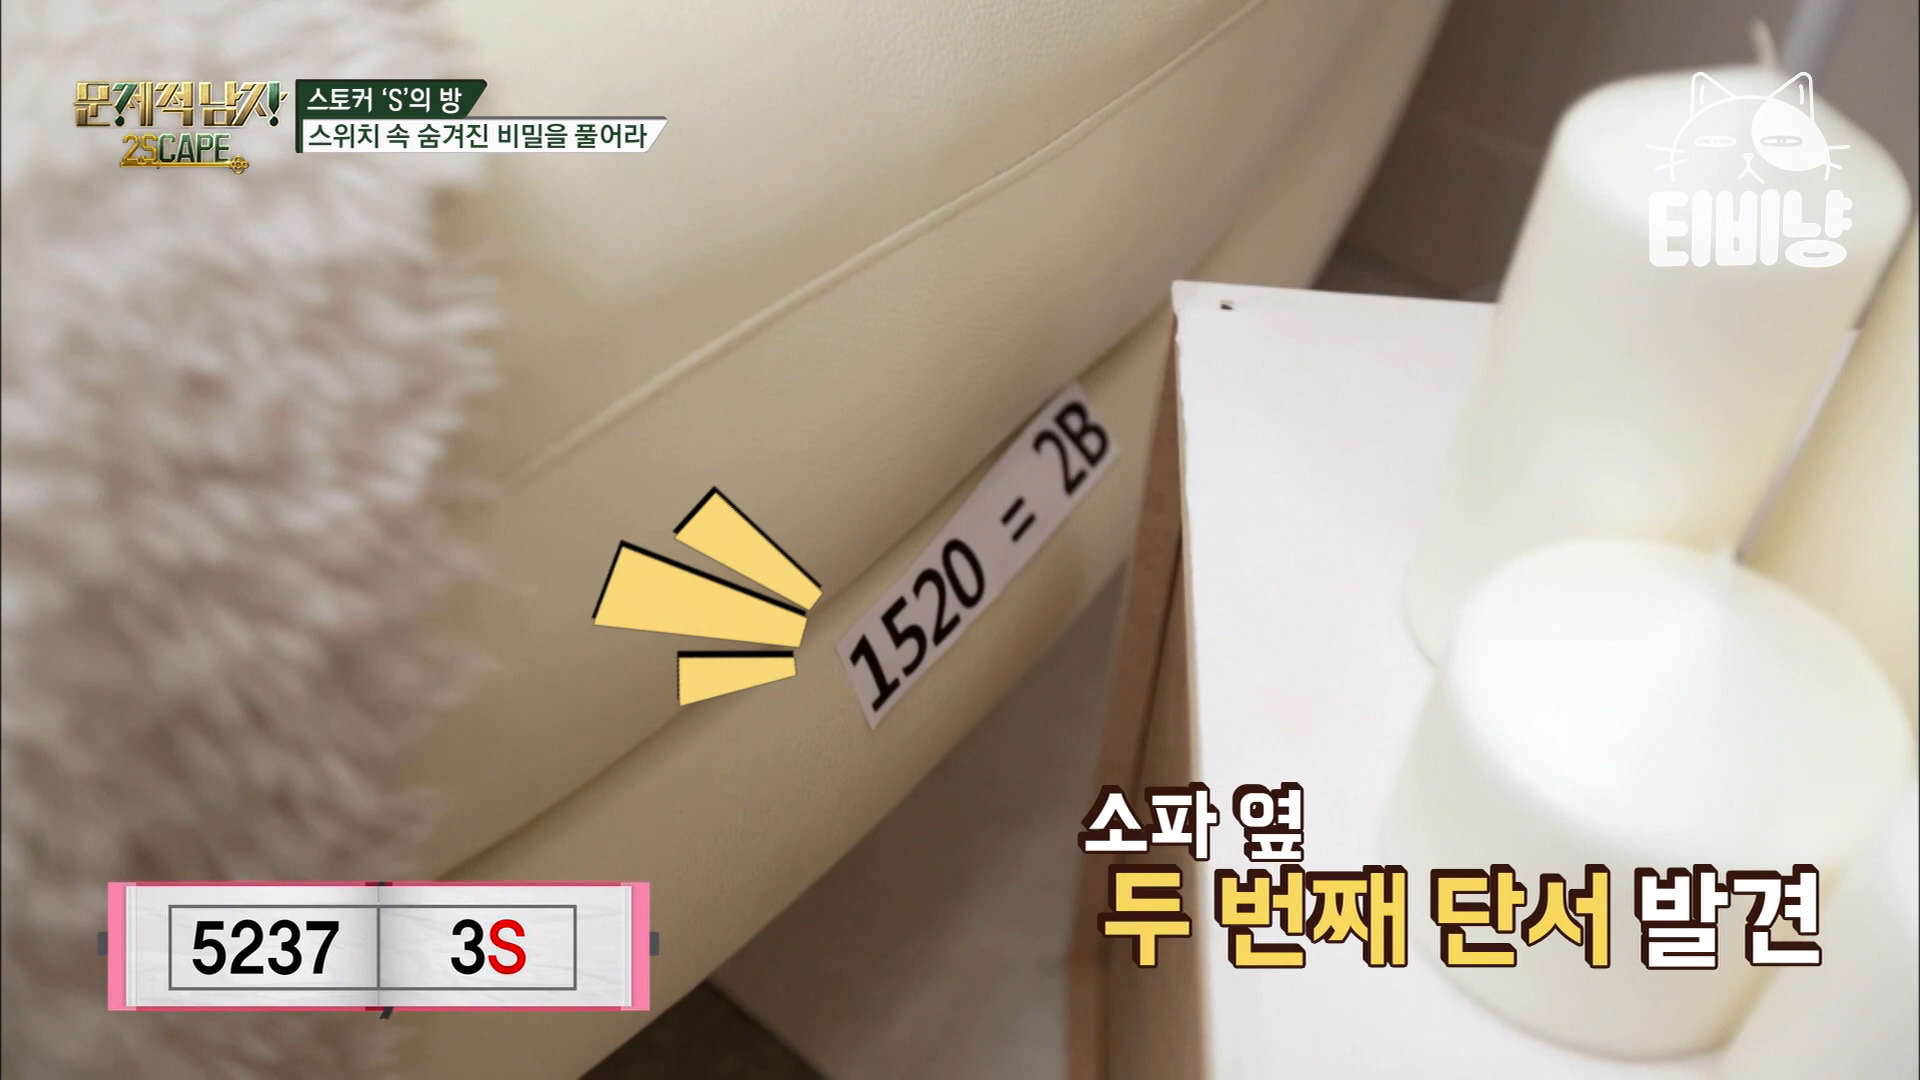 문제적 남자
2SCAPE
스토커 ‘S’의 방
스위치 속 숨겨진 비밀을 풀어라
티비냥
1520 = 2B
소파 옆
두 번째 단서 발견
5237 3S